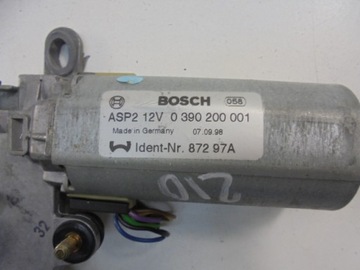 BOSCH 058
ASP2 12V 0 390 200 001
Made in Germany 07.09.98
Ident-Nr. 872 97A
210
32